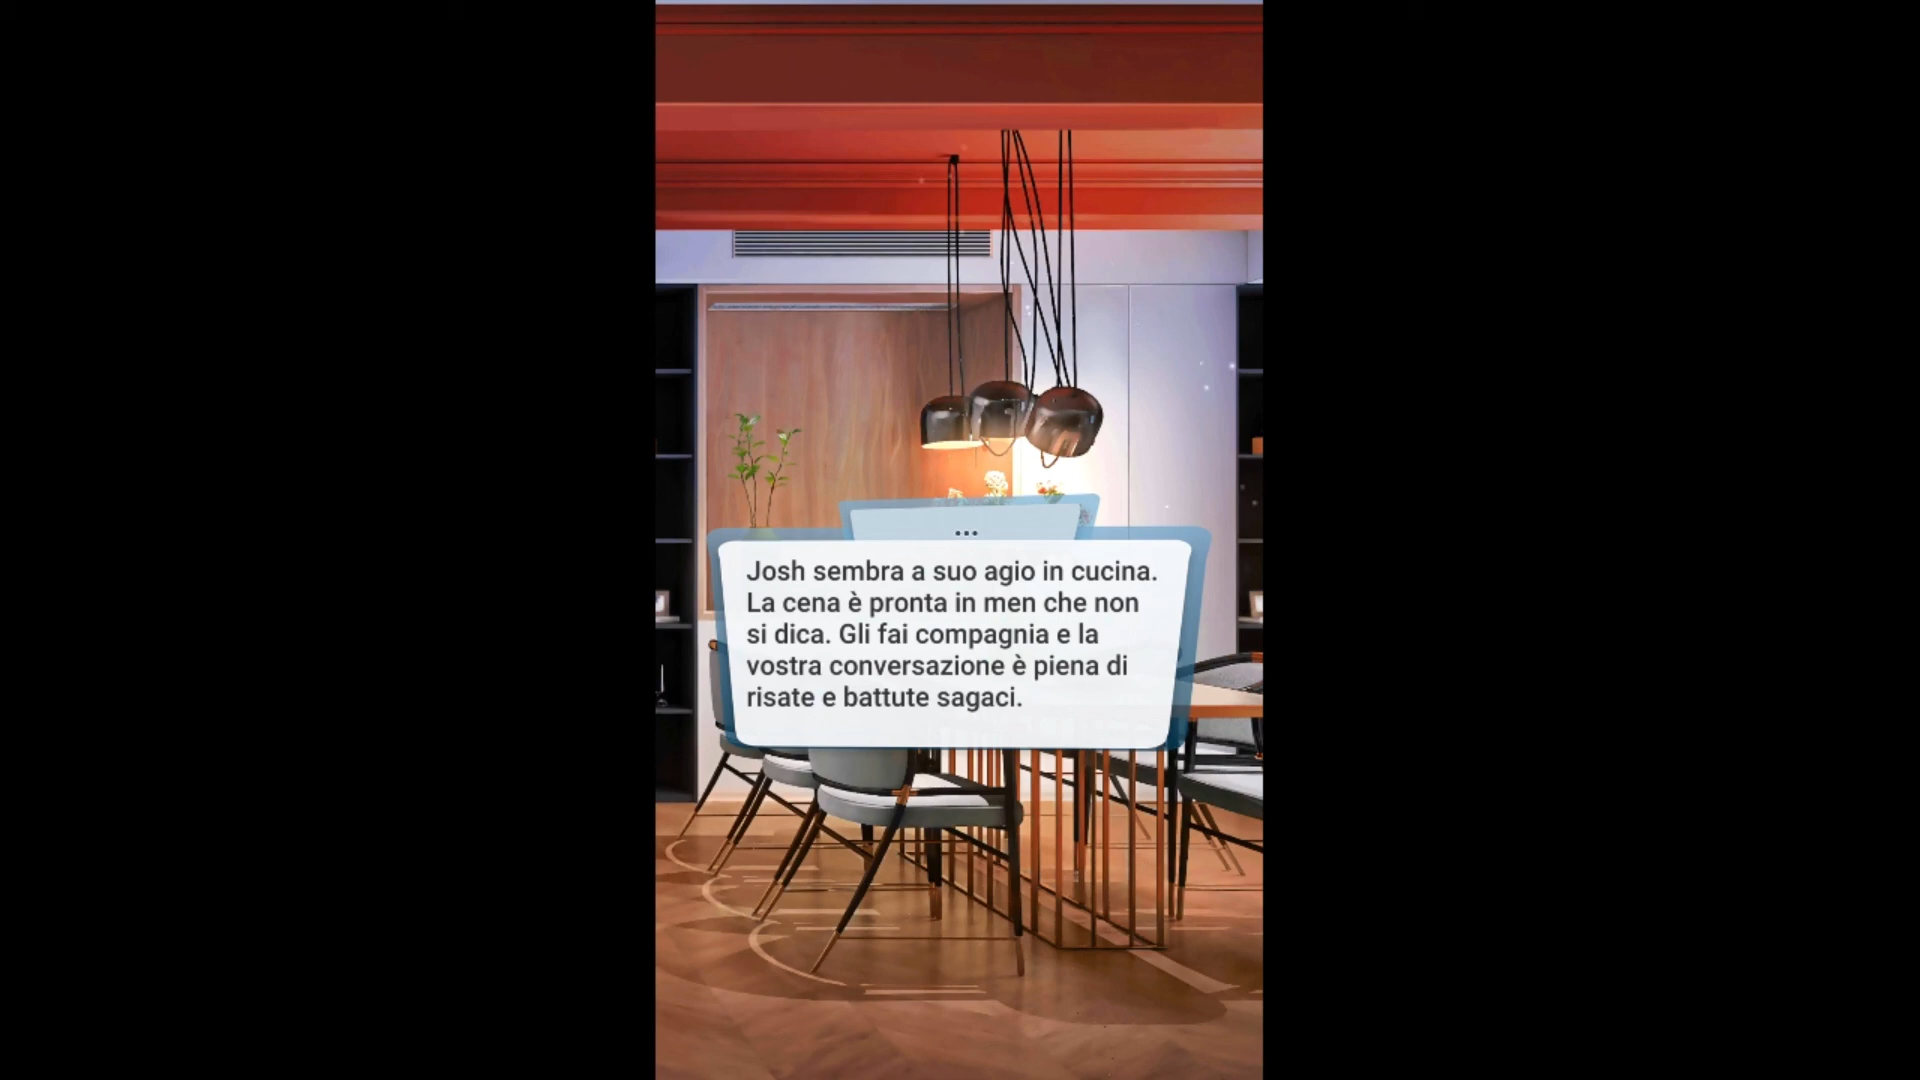 ...
Josh sembra a suo agio in cucina.
La cena è pronta in men che non
si dica. Gli fai compagnia e la
vostra conversazione è piena di
risate e battute sagaci.